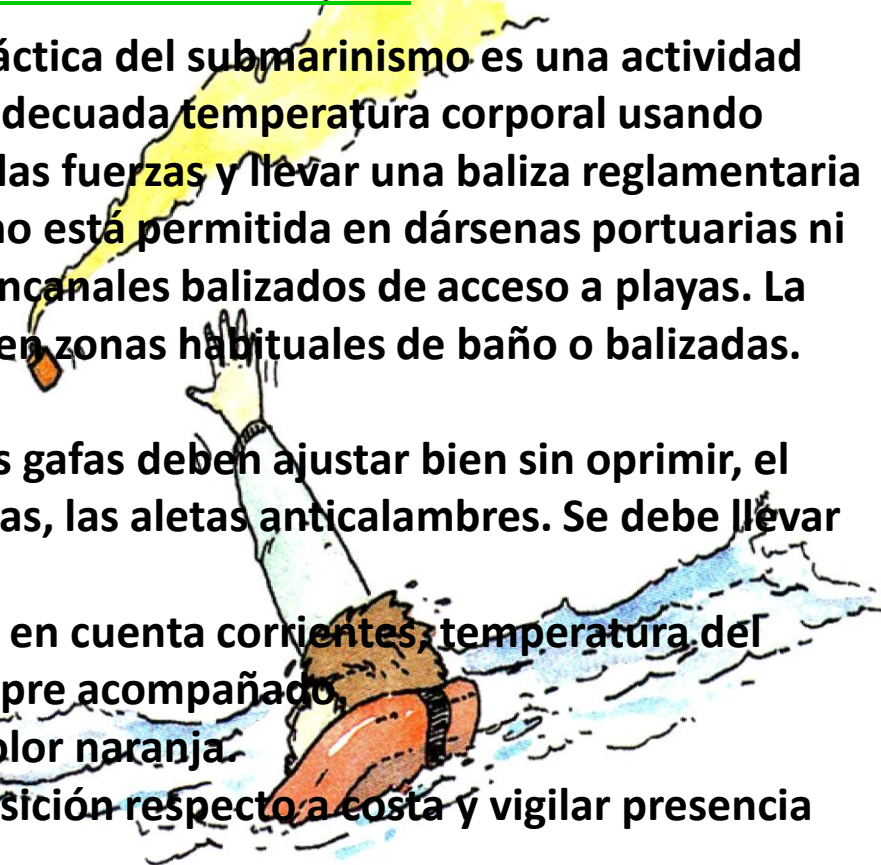 áctica del submarinismo es una actividad
decuada temperatura corporal usando
las fuerzas y llevar una baliza reglamentaria
no está permitida en dársenas portuarias ni
ncanales balizados de acceso a playas. La
en zonas habituales de baño o balizadas.
s gafas deben ajustar bien sin oprimir, el
as, las aletas anticalambres. Se debe llevar
en cuenta corrientes, temperatura del
pre acompañado.
olor naranja.
sición respecto a costa y vigilar presencia